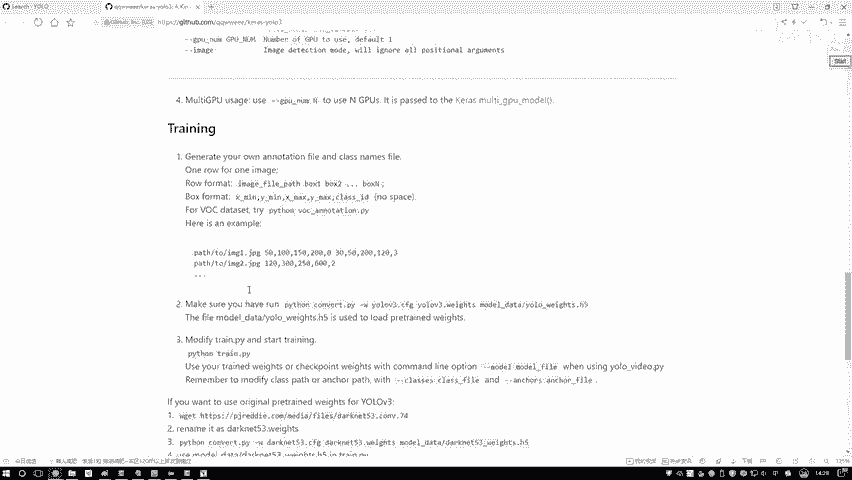 search - YOLO
https://github.com/qqwweee/keras-yolo3
--gpu_num GPU_NUM Number of GPU to use, default 1
--image Image detection mode, will ignore all positional arguments
4. MultiGPU usage: use --gpu_num N to use N GPUs. It is passed to the Keras multi_gpu_model().
Training
1. Generate your own annotation file and class names file.
One row for one image;
Row format: image_file_path box1 box2 ... boxN;
Box format: x_min,y_min,x_max,y_max,class_id (no space).
For VOC dataset, try python voc_annotation.py
Here is an example:
path/to/img1.jpg 50,100,150,200,0 30,50,200,120,3
path/to/img2.jpg 120,300,250,600,2
...
2. Make sure you have run python convert.py -w yolov3.cfg yolov3.weights model_data/yolo_weights.h5
The file model_data/yolo_weights.h5 is used to load pretrained weights.
3. Modify train.py and start training.
python train.py
Use your trained weights or checkpoint weights with command line option --model model_file when using yolo_video.py
Remember to modify class path or anchor path, with --classes class_file and --anchors anchor_file.
If you want to use original pretrained weights for YOLOv3:
1. wget https://pjreddie.com/media/files/darknet53.conv.74
2. rename it as darknet53.weights
3. python convert.py -w darknet53.cfg darknet53.weights model_data/darknet53_weights.h5
4. use model_data/darknet53_weights.h5 in train.py
125%